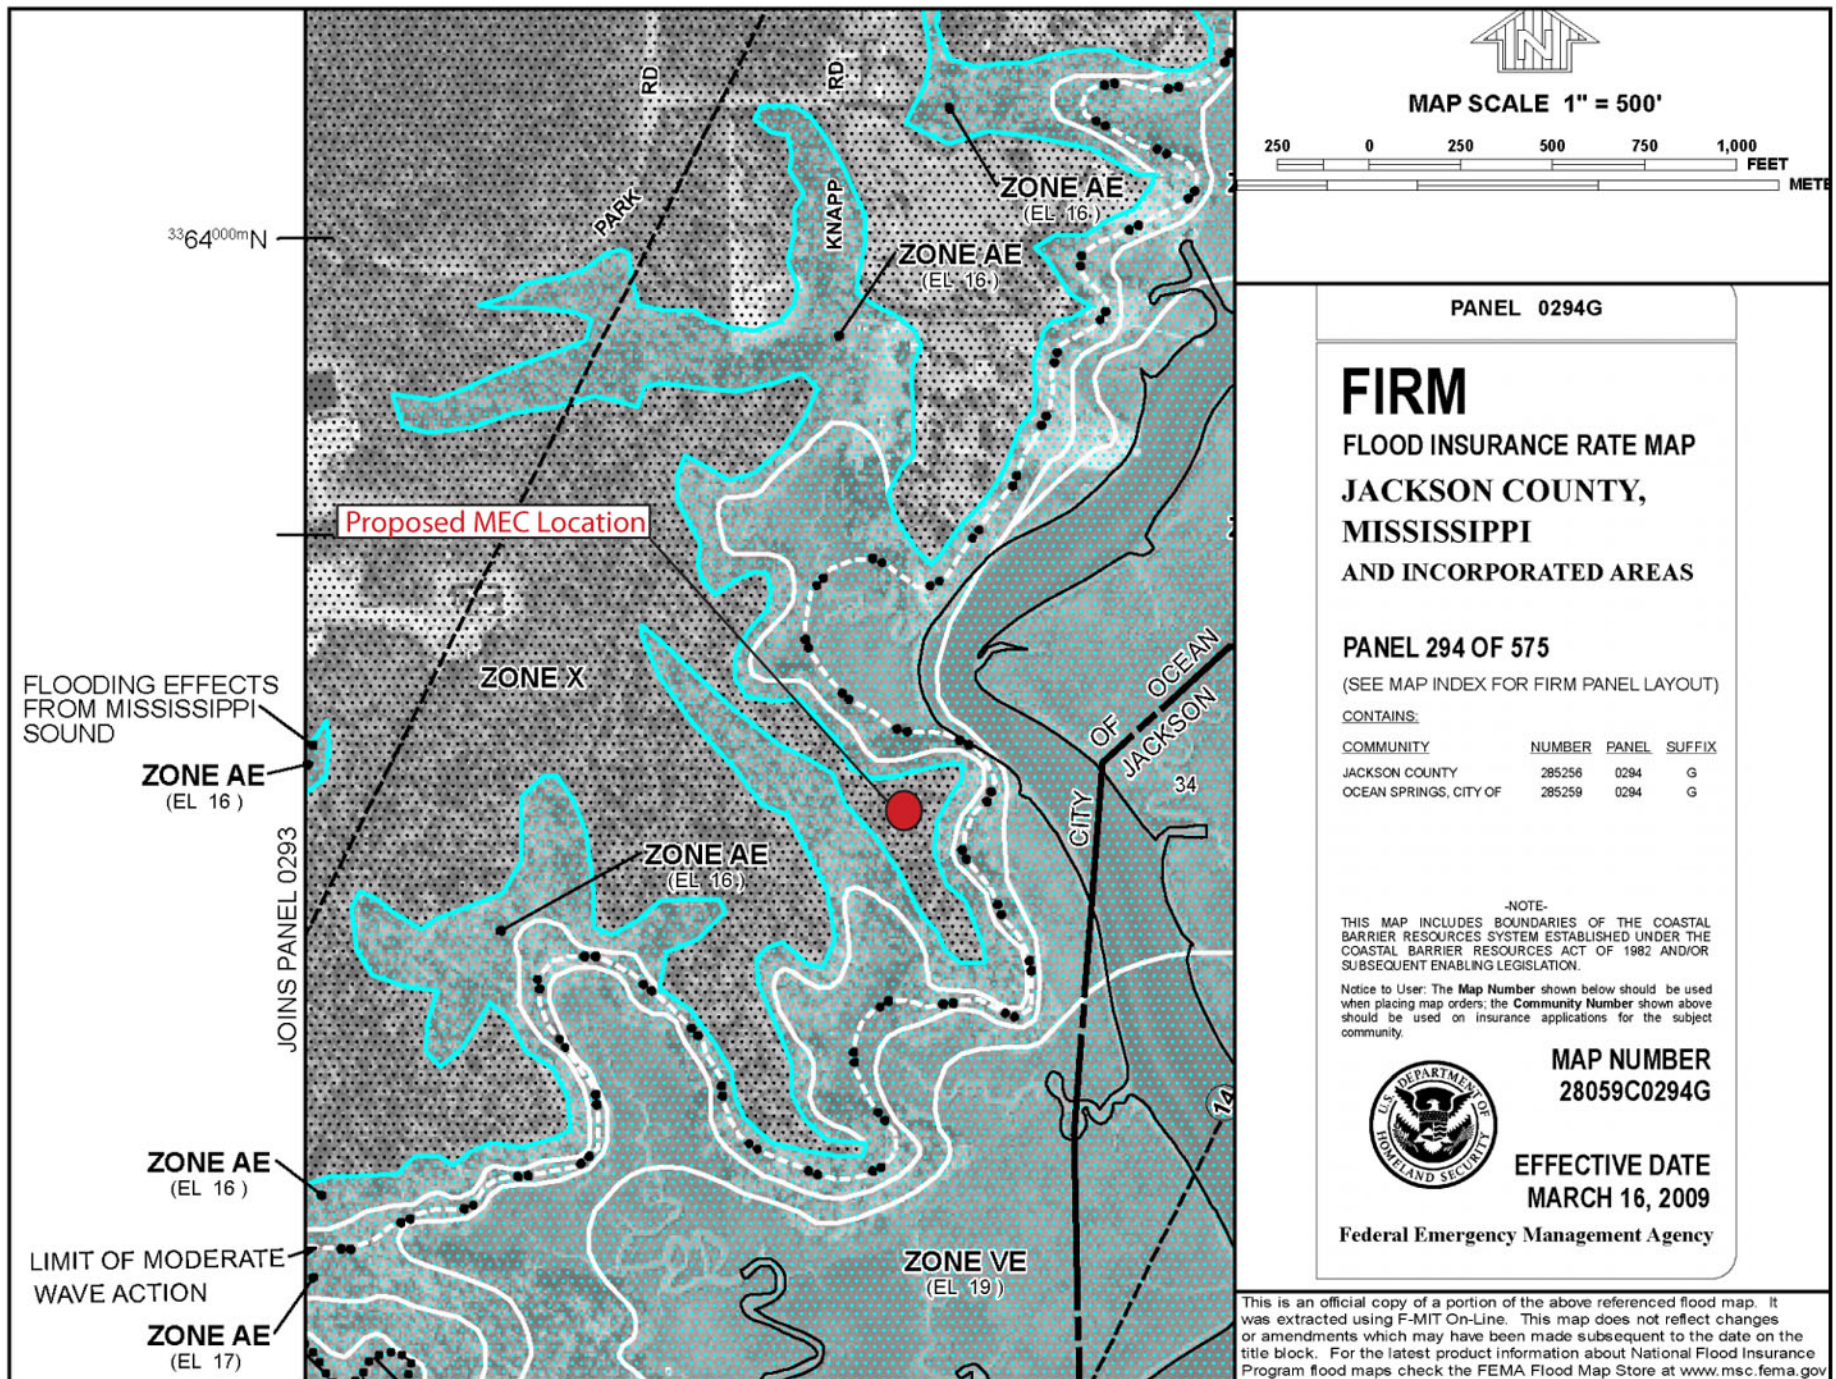 RD
RD
PARK
KNAPP
ZONE AE
(EL 16)
ZONE AE
(EL 16)
3364000mN
Proposed MEC Location
ZONE X
FLOODING EFFECTS
FROM MISSISSIPPI
SOUND
ZONE AE
(EL 16)
JOINS PANEL 0293
ZONE AE
(EL 16)
CITY OF OCEAN
JACKSON
34
14
ZONE AE
(EL 16)
LIMIT OF MODERATE
WAVE ACTION
ZONE AE
(EL 17)
ZONE VE
(EL 19)
N
MAP SCALE 1" = 500'
250 0 250 500 750 1,000
FEET
METE
PANEL 0294G
FIRM
FLOOD INSURANCE RATE MAP
JACKSON COUNTY,
MISSISSIPPI
AND INCORPORATED AREAS
PANEL 294 OF 575
(SEE MAP INDEX FOR FIRM PANEL LAYOUT)
CONTAINS:
COMMUNITY NUMBER PANEL SUFFIX
JACKSON COUNTY 285256 0294 G
OCEAN SPRINGS, CITY OF 285259 0294 G
-NOTE-
THIS MAP INCLUDES BOUNDARIES OF THE COASTAL
BARRIER RESOURCES SYSTEM ESTABLISHED UNDER THE
COASTAL BARRIER RESOURCES ACT OF 1982 AND/OR
SUBSEQUENT ENABLING LEGISLATION.
Notice to User: The Map Number shown below should be used
when placing map orders; the Community Number shown above
should be used on insurance applications for the subject
community.
U.S. DEPARTMENT OF HOMELAND SECURITY
MAP NUMBER
28059C0294G
EFFECTIVE DATE
MARCH 16, 2009
Federal Emergency Management Agency
This is an official copy of a portion of the above referenced flood map. It
was extracted using F-MIT On-Line. This map does not reflect changes
or amendments which may have been made subsequent to the date on the
title block. For the latest product information about National Flood Insurance
Program flood maps check the FEMA Flood Map Store at www.msc.fema.gov